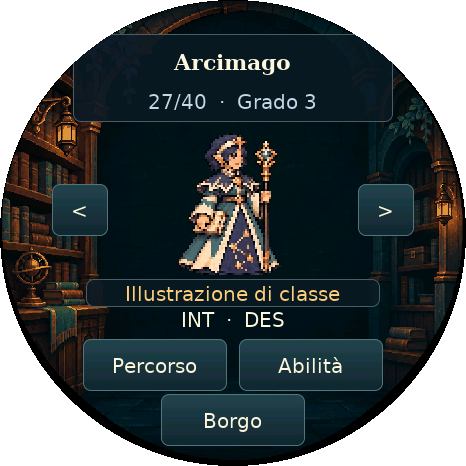 Arcimago
27/40 · Grado 3
< >
Illustrazione di classe
INT · DES
Percorso Abilità
Borgo